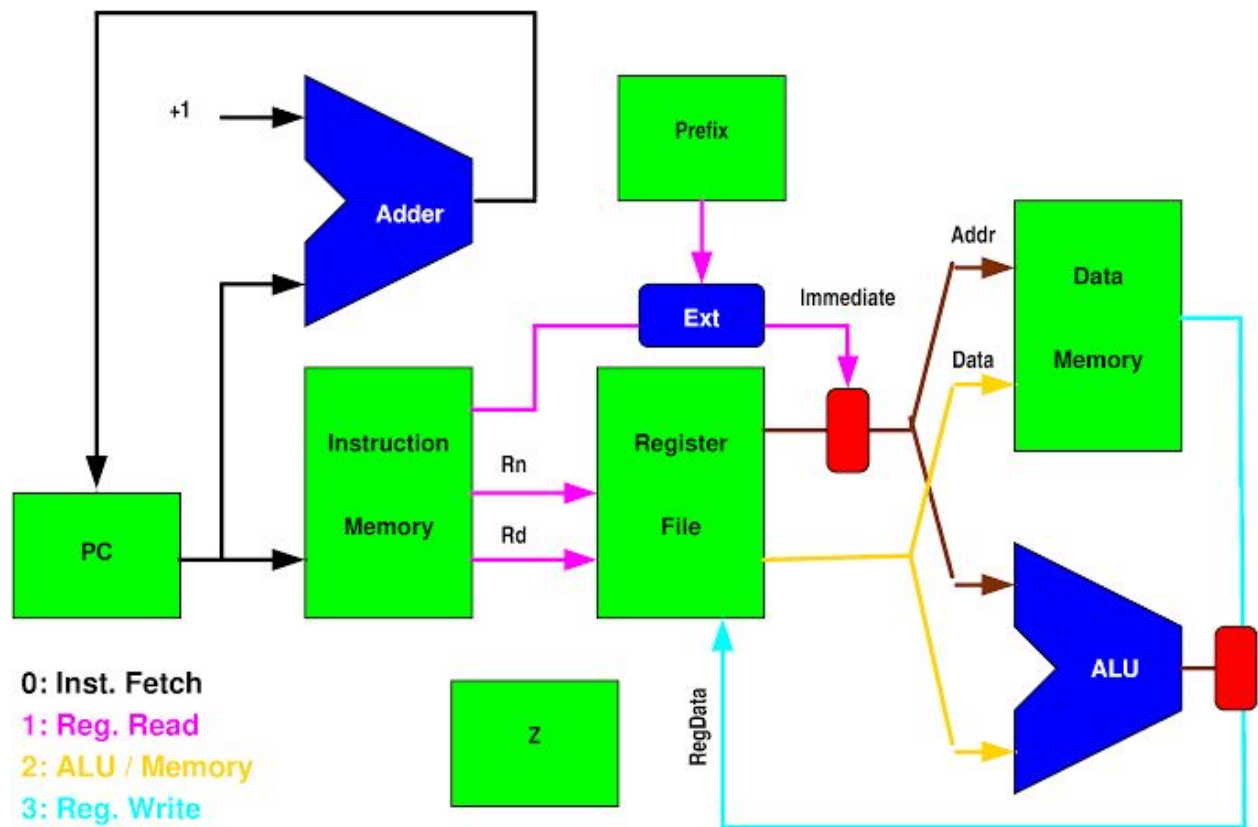 +1
Adder
Prefix
Ext
Immediate
Addr
Data
Data
Memory
Instruction
Memory
Rn
Rd
Register
File
PC
ALU
RegData
Z
0: Inst. Fetch
1: Reg. Read
2: ALU / Memory
3: Reg. Write